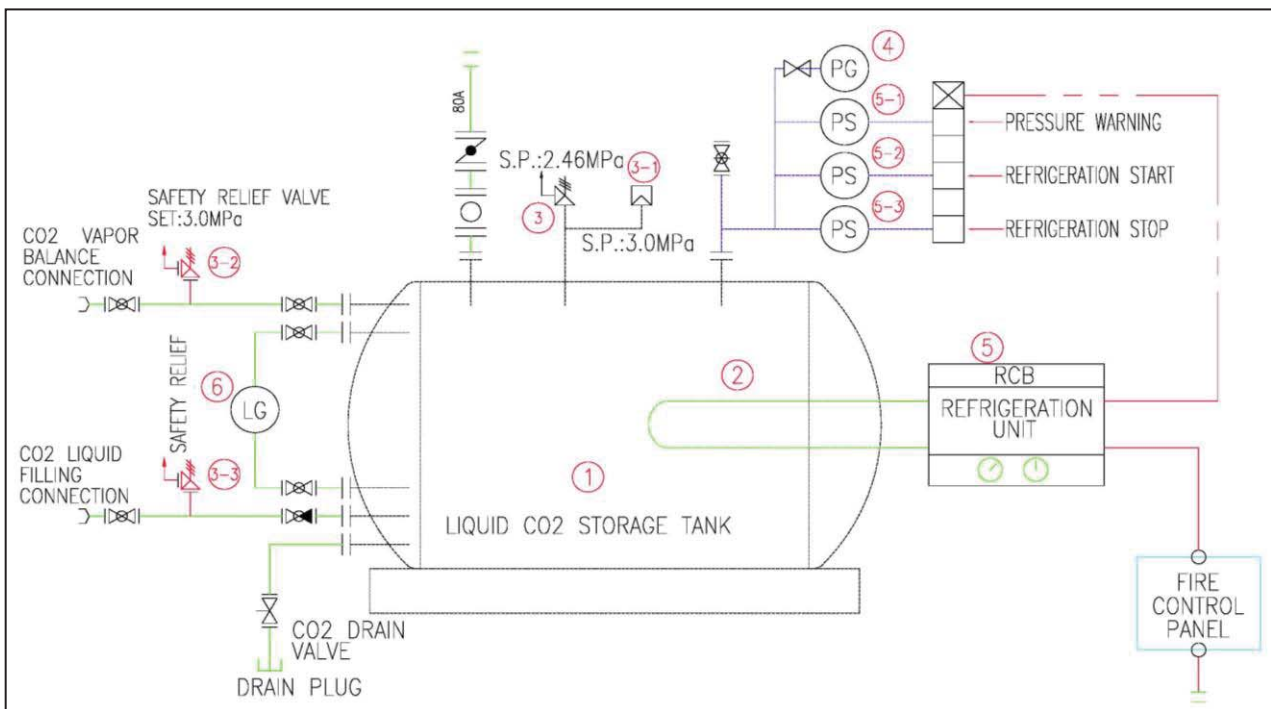 80A
S.P.:2.46MPa
3-1
3
S.P.:3.0MPa
4
PG
5-1
PS
PRESSURE WARNING
5-2
PS
REFRIGERATION START
5-3
PS
REFRIGERATION STOP
SAFETY RELIEF VALVE
SET:3.0MPa
CO2 VAPOR
BALANCE
CONNECTION
3-2
6
LG
SAFETY RELIEF
3-3
CO2 LIQUID
FILLING
CONNECTION
2
1
LIQUID CO2 STORAGE TANK
5
RCB
REFRIGERATION
UNIT
CO2 DRAIN
VALVE
DRAIN PLUG
FIRE
CONTROL
PANEL